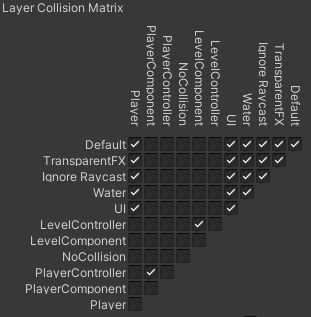 Layer Collision Matrix
Default
TransparentFX
Ignore Raycast
Water
UI
LevelController
LevelComponent
NoCollision
PlayerController
PlayerComponent
Player
Player
PlayerComponent
PlayerController
NoCollision
LevelComponent
LevelController
UI
Water
Ignore Raycast
TransparentFX
Default